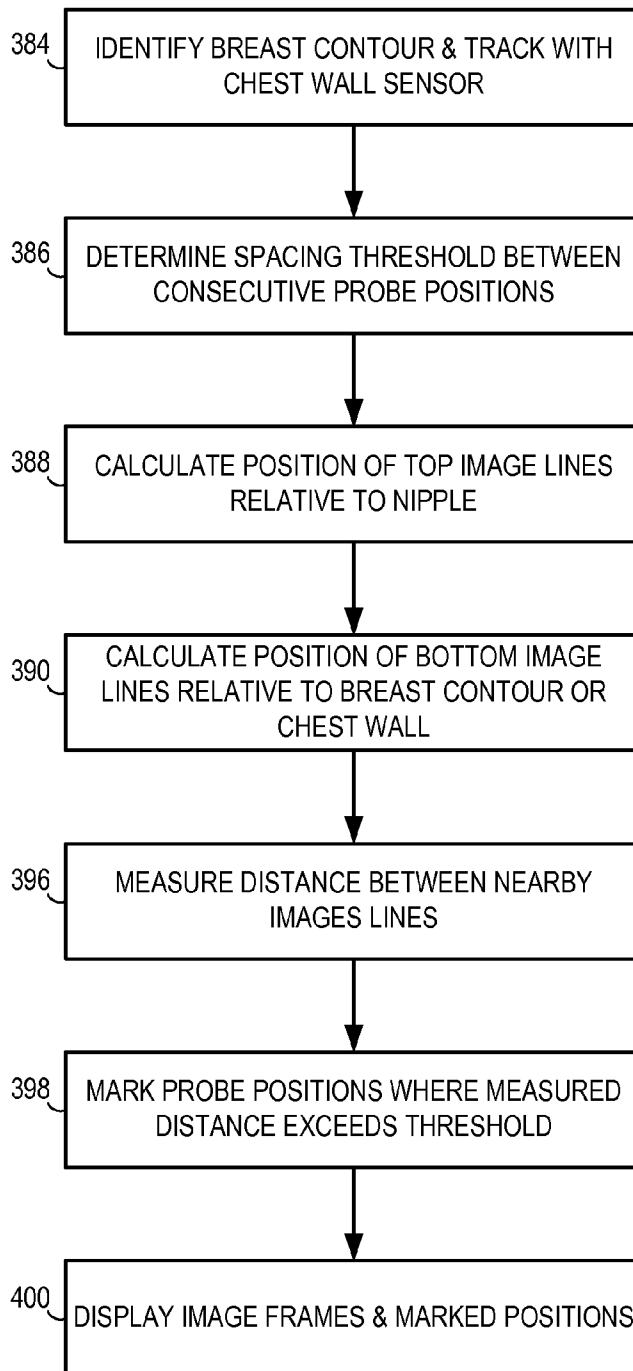 384
IDENTIFY BREAST CONTOUR & TRACK WITH
CHEST WALL SENSOR
386
DETERMINE SPACING THRESHOLD BETWEEN
CONSECUTIVE PROBE POSITIONS
388
CALCULATE POSITION OF TOP IMAGE LINES
RELATIVE TO NIPPLE
390
CALCULATE POSITION OF BOTTOM IMAGE
LINES RELATIVE TO BREAST CONTOUR OR
CHEST WALL
396
MEASURE DISTANCE BETWEEN NEARBY
IMAGES LINES
398
MARK PROBE POSITIONS WHERE MEASURED
DISTANCE EXCEEDS THRESHOLD
400
DISPLAY IMAGE FRAMES & MARKED POSITIONS